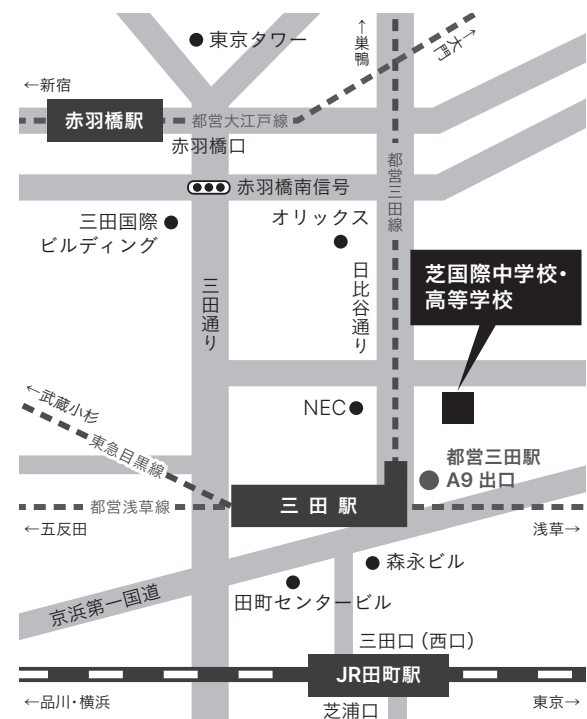 東京タワー
←巣鴨
大門→
←新宿
赤羽橋駅
都営大江戸線
赤羽橋口
赤羽橋南信号
都営三田線
三田国際
ビルディング
オリックス
三田通り
日比谷通り
芝国際中学校・
高等学校
←武蔵小杉
東急目黒線
NEC
都営三田駅
A9 出口
都営浅草線
三田駅
←五反田
浅草→
森永ビル
田町センタービル
京浜第一国道
三田口（西口）
JR田町駅
←品川・横浜
東京→
芝浦口